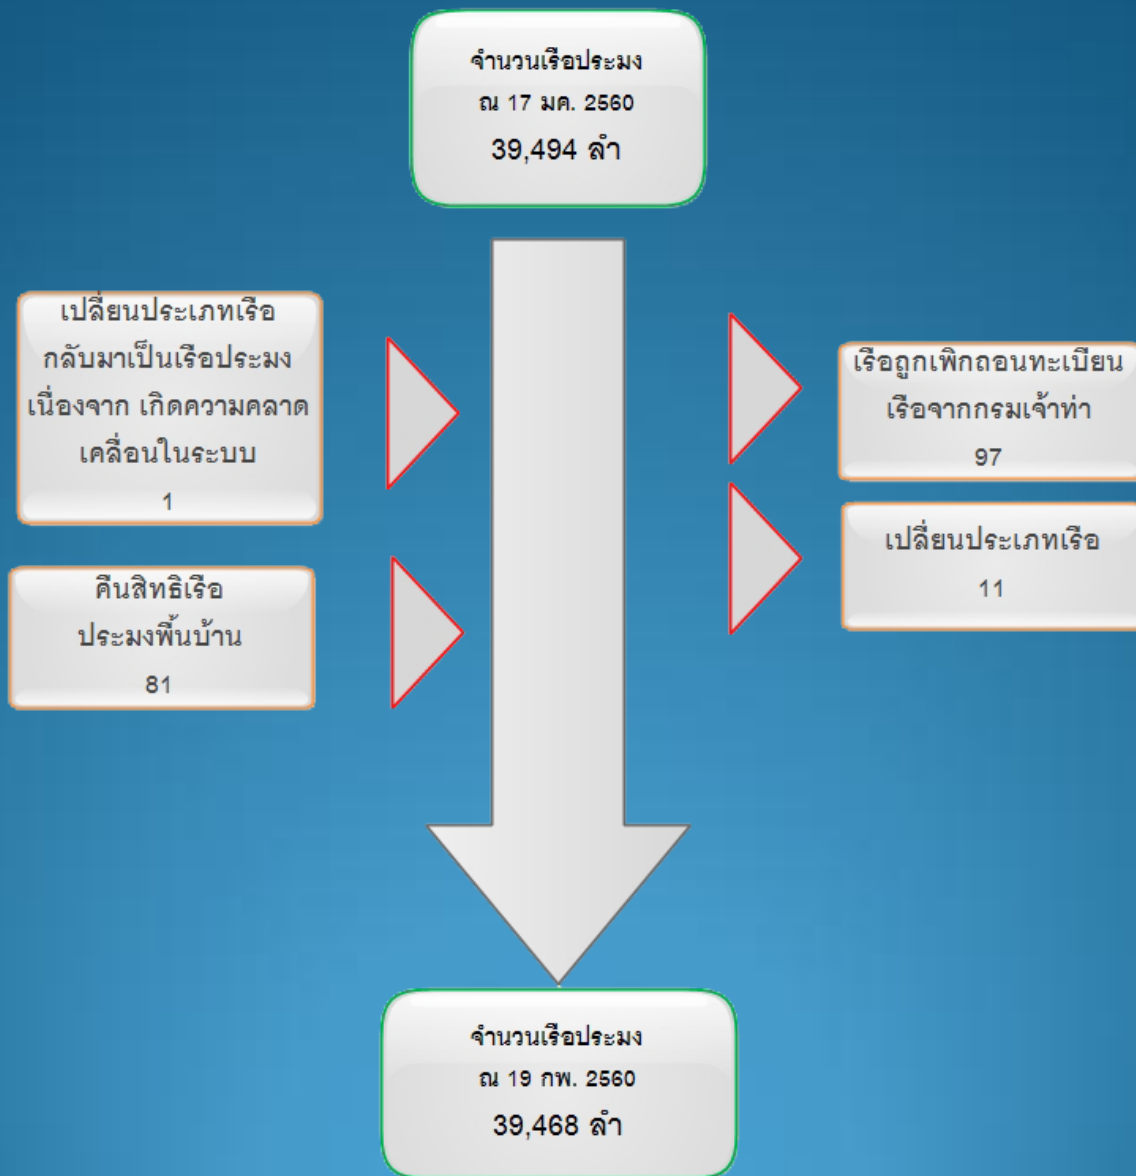 จำนวนเรือประมง
ณ 17 มค. 2560
39,494 ลำ
เปลี่ยนประเภทเรือ
กลับมาเป็นเรือประมง
เนื่องจาก เกิดความคลาด
เคลื่อนในระบบ
1
คืนสิทธิเรือ
ประมงพื้นบ้าน
81
เรือถูกเพิกถอนทะเบียน
เรือจากกรมเจ้าท่า
97
เปลี่ยนประเภทเรือ
11
จำนวนเรือประมง
ณ 19 กพ. 2560
39,468 ลำ